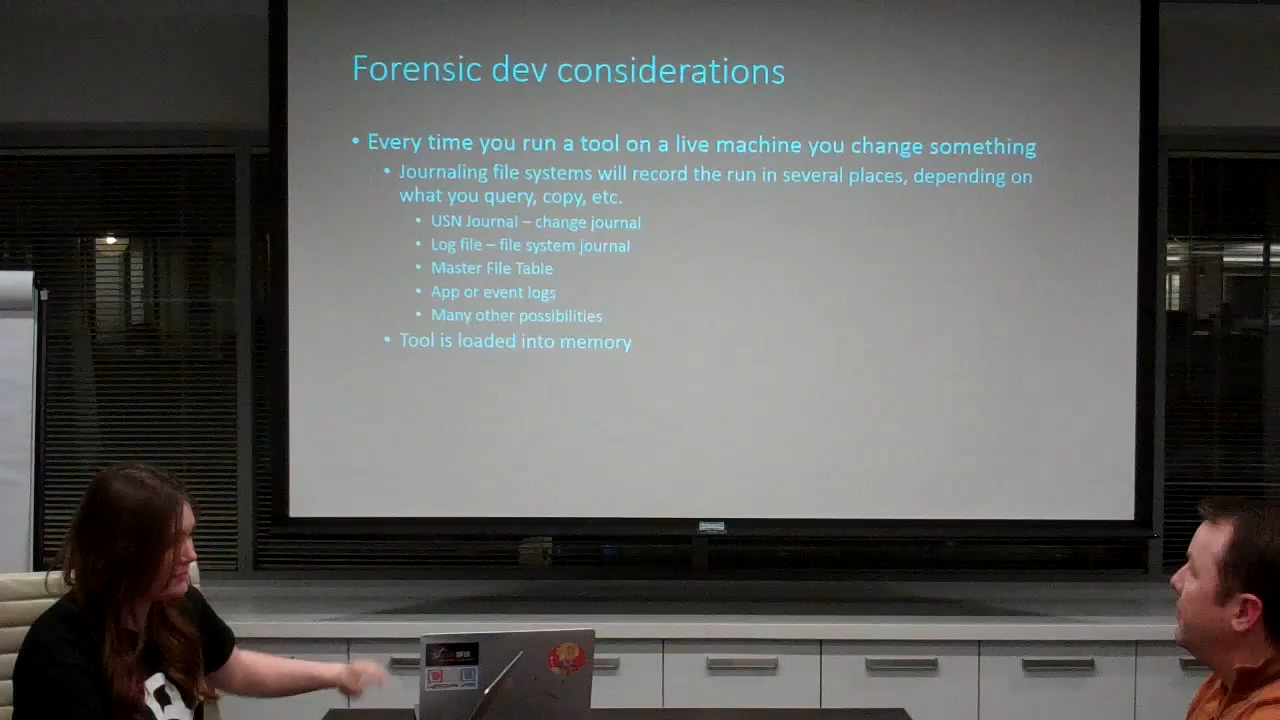 Forensic dev considerations
• Every time you run a tool on a live machine you change something
• Journaling file systems will record the run in several places, depending on
what you query, copy, etc.
• USN Journal – change journal
• Log file – file system journal
• Master File Table
• App or event logs
• Many other possibilities
• Tool is loaded into memory